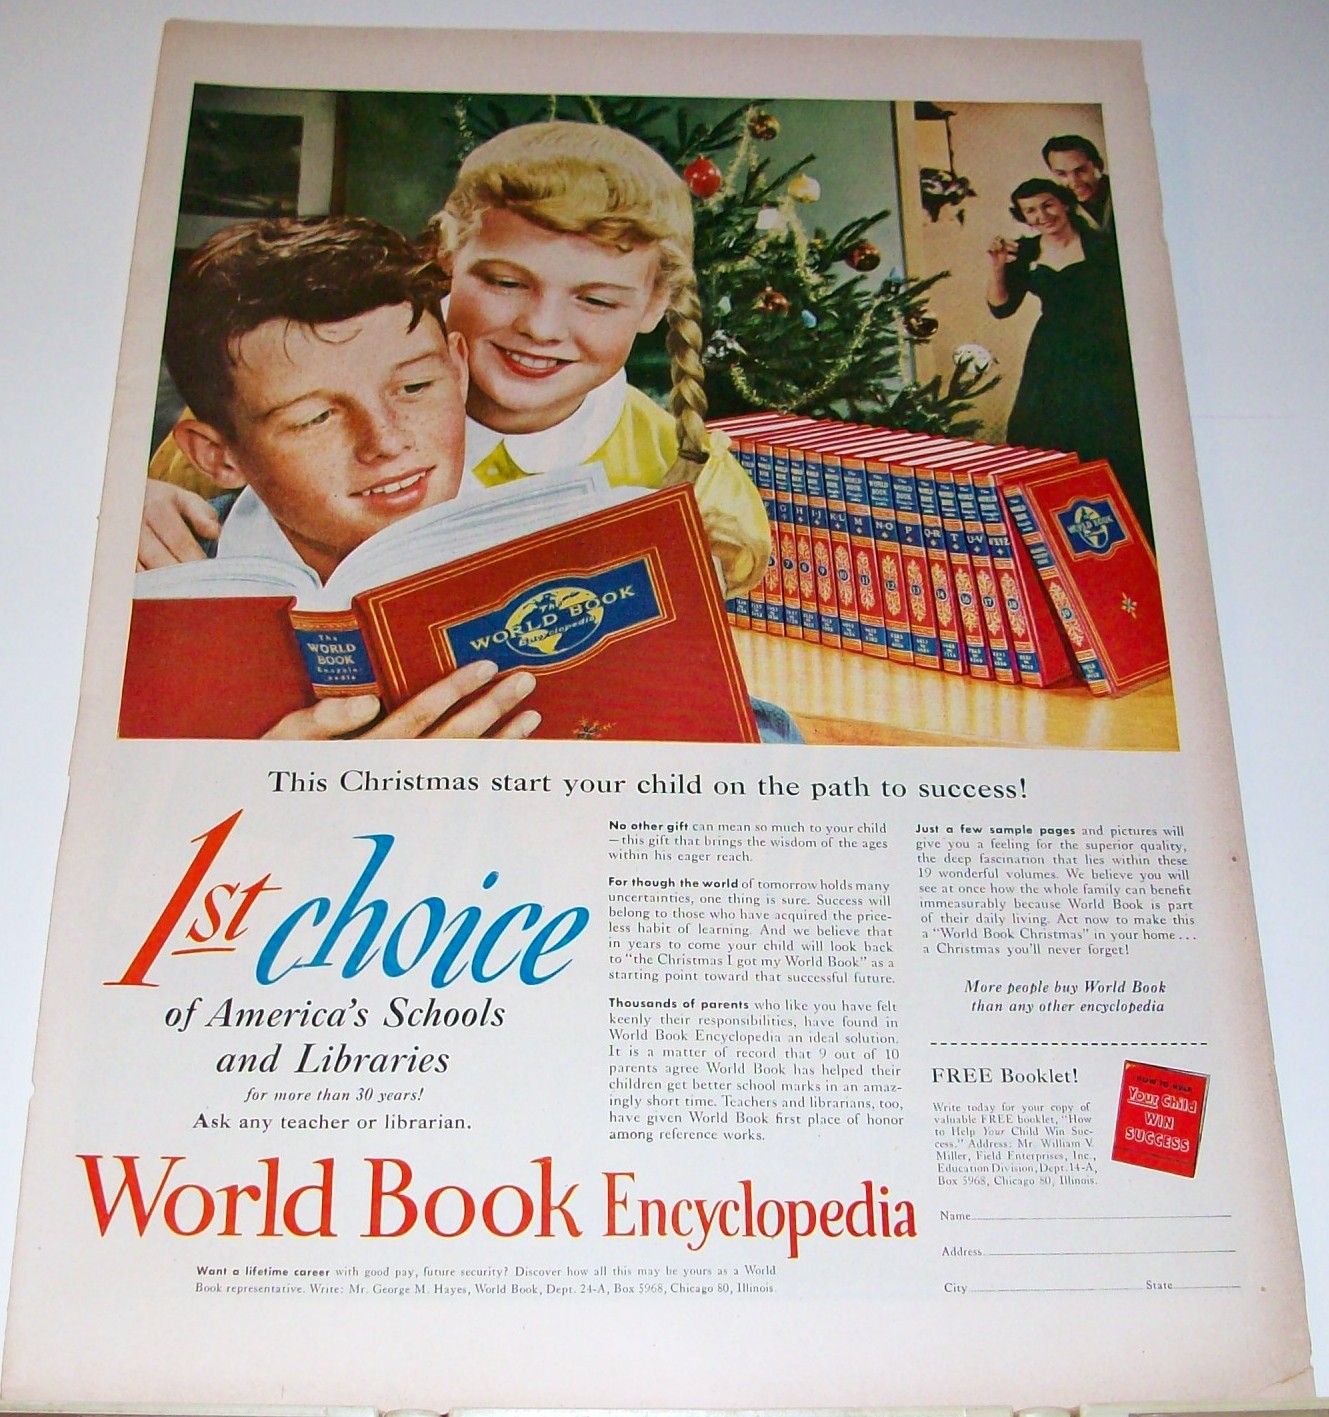 The
WORLD BOOK
Encyclopedia
The
WORLD
BOOK
Encyclo-
pedia
WORLD BOOK
G H I-J K-L M N-O P Q-R T U-V
This Christmas start your child on the path to success!
1st choice
of America's Schools
and Libraries
for more than 30 years!
Ask any teacher or librarian.
No other gift can mean so much to your child
—this gift that brings the wisdom of the ages
within his eager reach.
For though the world of tomorrow holds many
uncertainties, one thing is sure. Success will
belong to those who have acquired the price-
less habit of learning. And we believe that
in years to come your child will look back
to "the Christmas I got my World Book" as a
starting point toward that successful future.
Thousands of parents who like you have felt
keenly their responsibilities, have found in
World Book Encyclopedia an ideal solution.
It is a matter of record that 9 out of 10
parents agree World Book has helped their
children get better school marks in an amaz-
ingly short time. Teachers and librarians, too,
have given World Book first place of honor
among reference works.
Just a few sample pages and pictures will
give you a feeling for the superior quality,
the deep fascination that lies within these
19 wonderful volumes. We believe you will
see at once how the whole family can benefit
immeasurably because World Book is part
of their daily living. Act now to make this
a "World Book Christmas" in your home...
a Christmas you'll never forget!
More people buy World Book
than any other encyclopedia
FREE Booklet!
Write today for your copy of
valuable FREE booklet, "How
to Help Your Child Win Suc-
cess." Address: Mr. William V.
Miller, Field Enterprises, Inc.,
Education Division, Dept. 14-A,
Box 5968, Chicago 80, Illinois.
HOW TO HELP
Your Child
WIN
SUCCESS
Name
Address
City State
World Book Encyclopedia
Want a lifetime career with good pay, future security? Discover how all this may be yours as a World
Book representative. Write: Mr. George M. Hayes, World Book, Dept. 24-A, Box 5968, Chicago 80, Illinois.